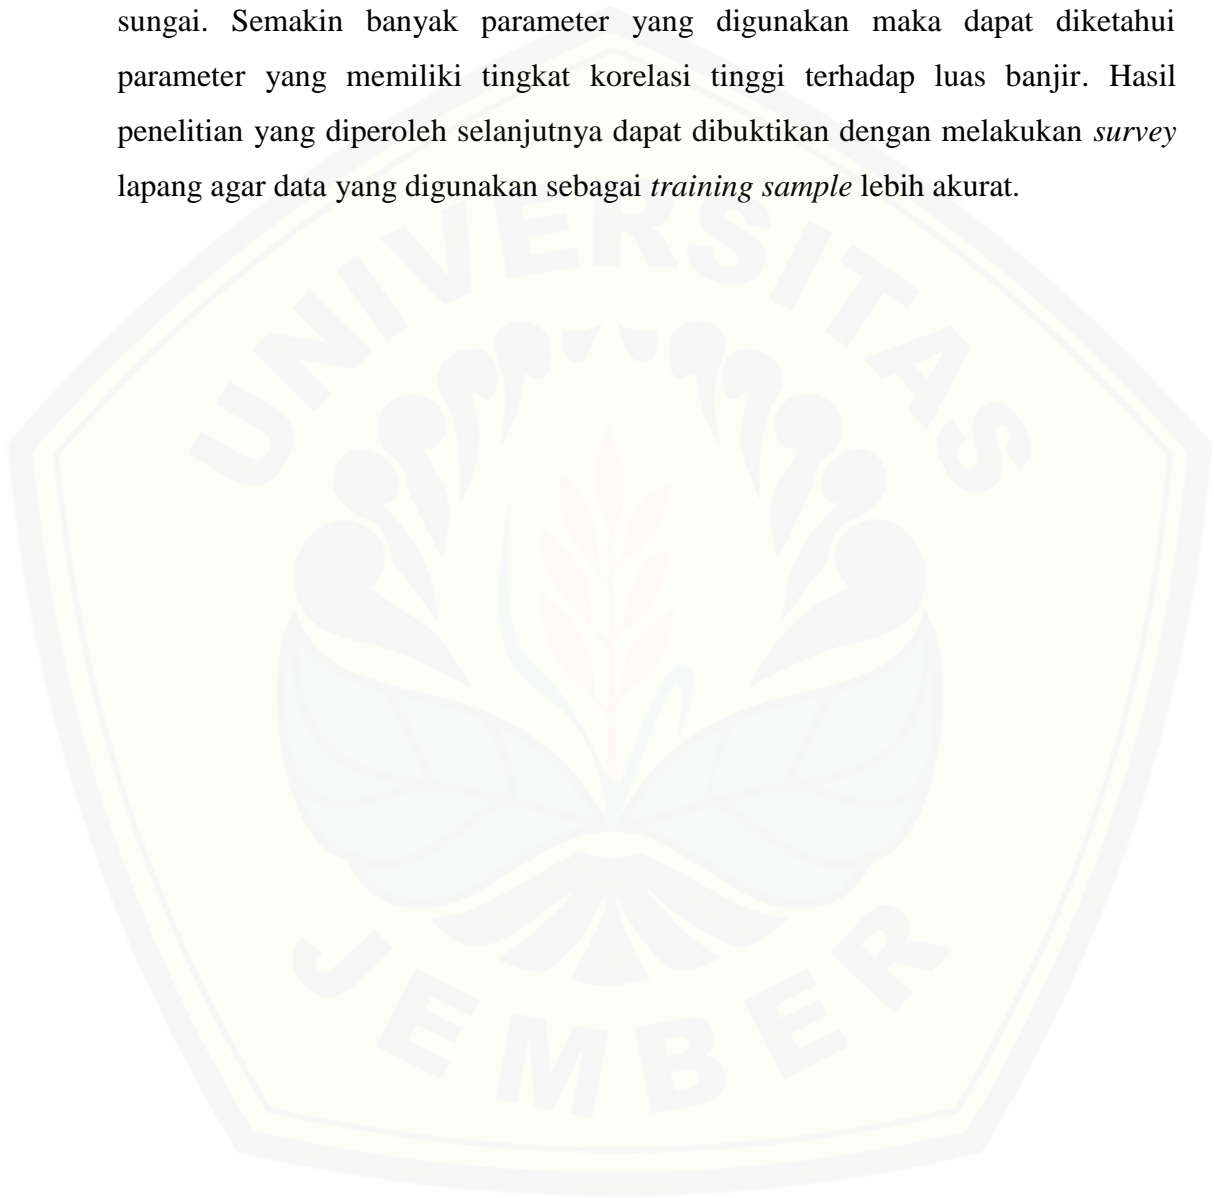 sungai. Semakin banyak parameter yang digunakan maka dapat diketahui
parameter yang memiliki tingkat korelasi tinggi terhadap luas banjir. Hasil
penelitian yang diperoleh selanjutnya dapat dibuktikan dengan melakukan survey
lapang agar data yang digunakan sebagai training sample lebih akurat.
UNIVERSITAS
JEMBER